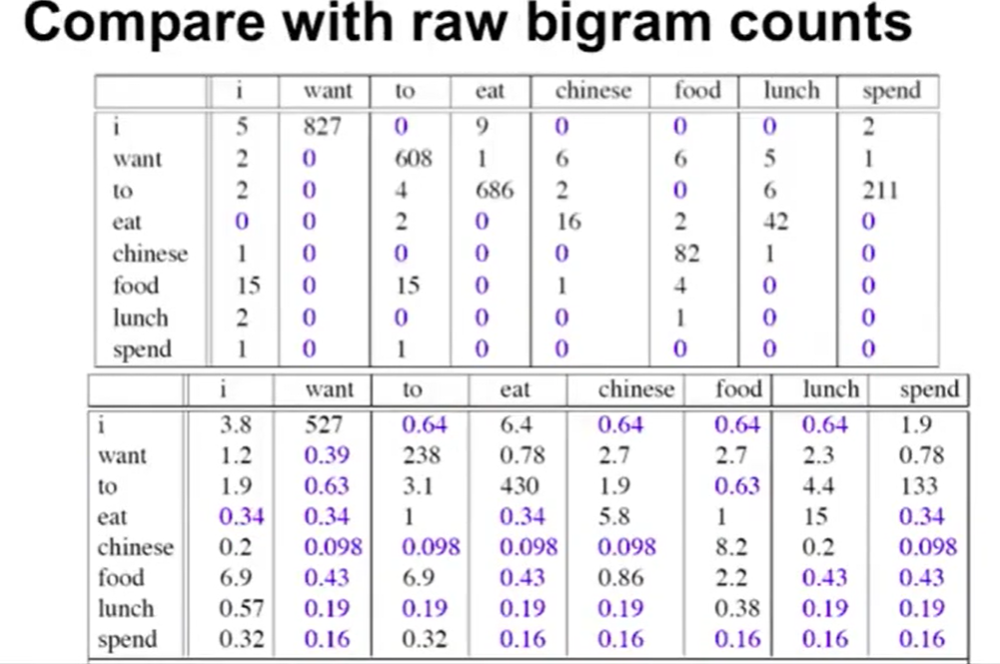 Compare with raw bigram counts
i want to eat chinese food lunch spend
i 5 827 0 9 0 0 0 2
want 2 0 608 1 6 6 5 1
to 2 0 4 686 2 0 6 211
eat 0 0 2 0 16 2 42 0
chinese 1 0 0 0 0 82 1 0
food 15 0 15 0 1 4 0 0
lunch 2 0 0 0 0 1 0 0
spend 1 0 1 0 0 0 0 0
i want to eat chinese food lunch spend
i 3.8 527 0.64 6.4 0.64 0.64 0.64 1.9
want 1.2 0.39 238 0.78 2.7 2.7 2.3 0.78
to 1.9 0.63 3.1 430 1.9 0.63 4.4 133
eat 0.34 0.34 1 0.34 5.8 1 15 0.34
chinese 0.2 0.098 0.098 0.098 0.098 8.2 0.2 0.098
food 6.9 0.43 6.9 0.43 0.86 2.2 0.43 0.43
lunch 0.57 0.19 0.19 0.19 0.19 0.38 0.19 0.19
spend 0.32 0.16 0.32 0.16 0.16 0.16 0.16 0.16